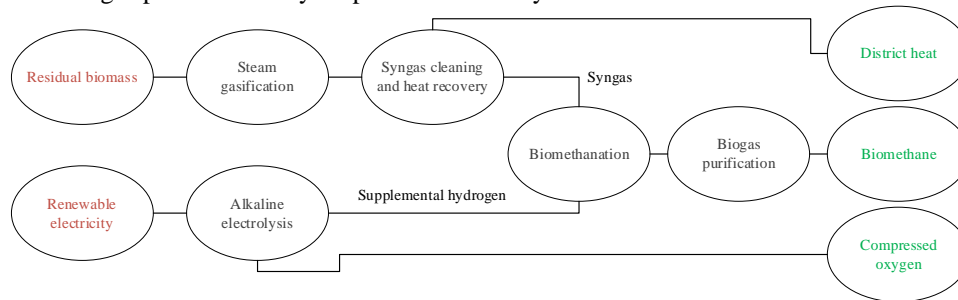 District heat
Residual biomass
Steam
gasification
Syngas cleaning
and heat recovery
Syngas
Biomethanation
Biogas
purification
Biomethane
Supplemental hydrogen
Renewable
electricity
Alkaline
electrolysis
Compressed
oxygen